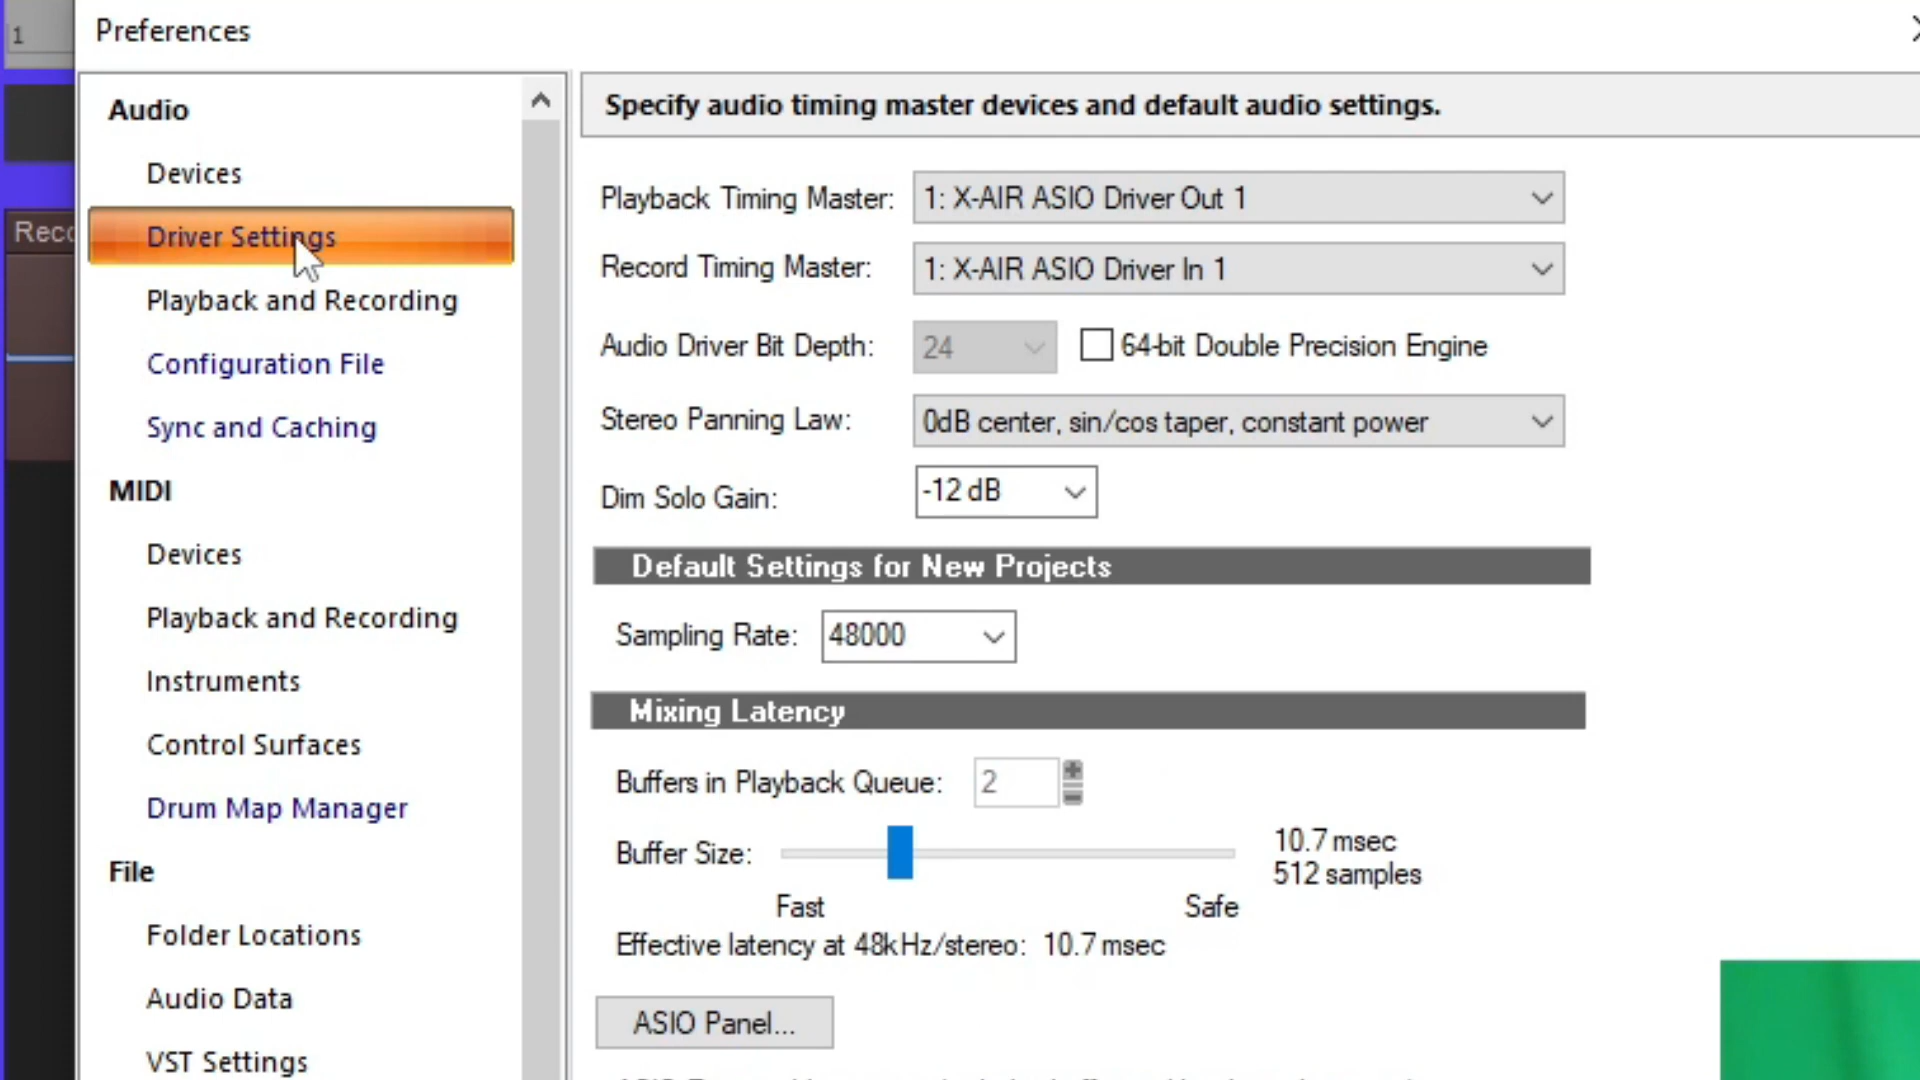 1
Preferences
Reco
Audio
Devices
Driver Settings
Playback and Recording
Configuration File
Sync and Caching
MIDI
Devices
Playback and Recording
Instruments
Control Surfaces
Drum Map Manager
File
Folder Locations
Audio Data
VST Settings
Specify audio timing master devices and default audio settings.
Playback Timing Master: 1: X-AIR ASIO Driver Out 1
Record Timing Master: 1: X-AIR ASIO Driver In 1
Audio Driver Bit Depth: 24 64-bit Double Precision Engine
Stereo Panning Law: 0dB center, sin/cos taper, constant power
Dim Solo Gain: -12 dB
Default Settings for New Projects
Sampling Rate: 48000
Mixing Latency
Buffers in Playback Queue: 2
Buffer Size: 10.7 msec
512 samples
Fast Safe
Effective latency at 48kHz/stereo: 10.7 msec
ASIO Panel...